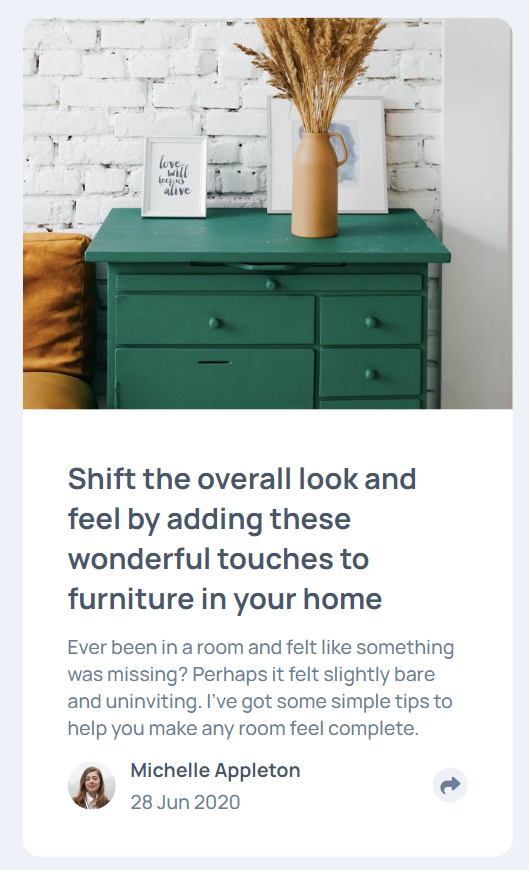 love
will
keep us
alive
Shift the overall look and
feel by adding these
wonderful touches to
furniture in your home
Ever been in a room and felt like something
was missing? Perhaps it felt slightly bare
and uninviting. I've got some simple tips to
help you make any room feel complete.
Michelle Appleton
28 Jun 2020